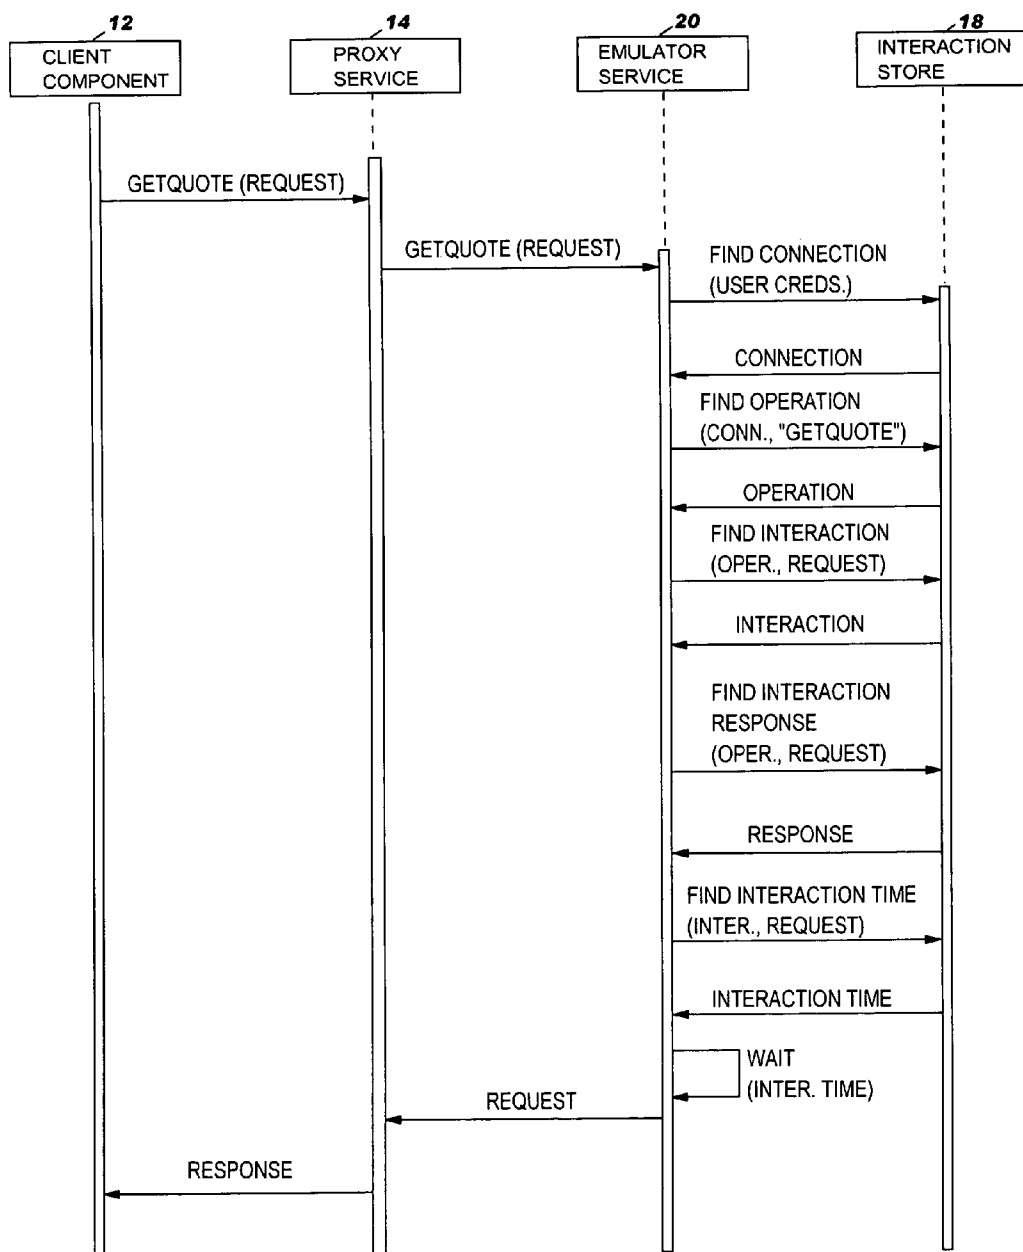 12
14
20
18
CLIENT
COMPONENT
PROXY
SERVICE
EMULATOR
SERVICE
INTERACTION
STORE
GETQUOTE (REQUEST)
GETQUOTE (REQUEST)
FIND CONNECTION
(USER CREDS.)
CONNECTION
FIND OPERATION
(CONN., "GETQUOTE")
OPERATION
FIND INTERACTION
(OPER., REQUEST)
INTERACTION
FIND INTERACTION
RESPONSE
(OPER., REQUEST)
RESPONSE
FIND INTERACTION TIME
(INTER., REQUEST)
INTERACTION TIME
WAIT
(INTER. TIME)
REQUEST
RESPONSE